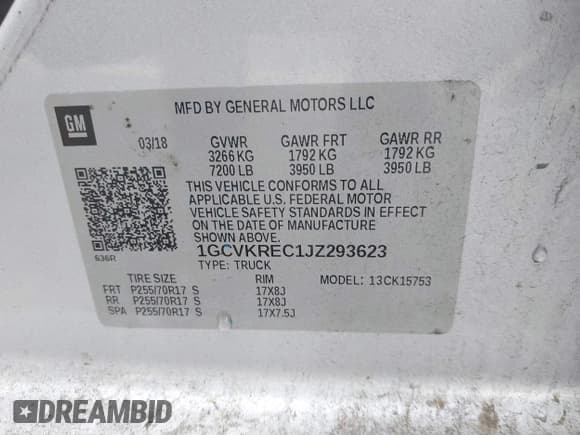 GM
MFD BY GENERAL MOTORS LLC
03/18 GVWR GAWR FRT GAWR RR
3266 KG 1792 KG 1792 KG
7200 LB 3950 LB 3950 LB
THIS VEHICLE CONFORMS TO ALL
APPLICABLE U.S. FEDERAL MOTOR
VEHICLE SAFETY STANDARDS IN EFFECT
ON THE DATE OF MANUFACTURE
SHOWN ABOVE.
636R
1GCVKREC1JZ293623
TYPE: TRUCK
MODEL: 13CK15753
TIRE SIZE RIM
FRT P255/70R17 S 17X8J
RR P255/70R17 S 17X8J
SPA P255/70R17 S 17X7.5J
DREAMBID